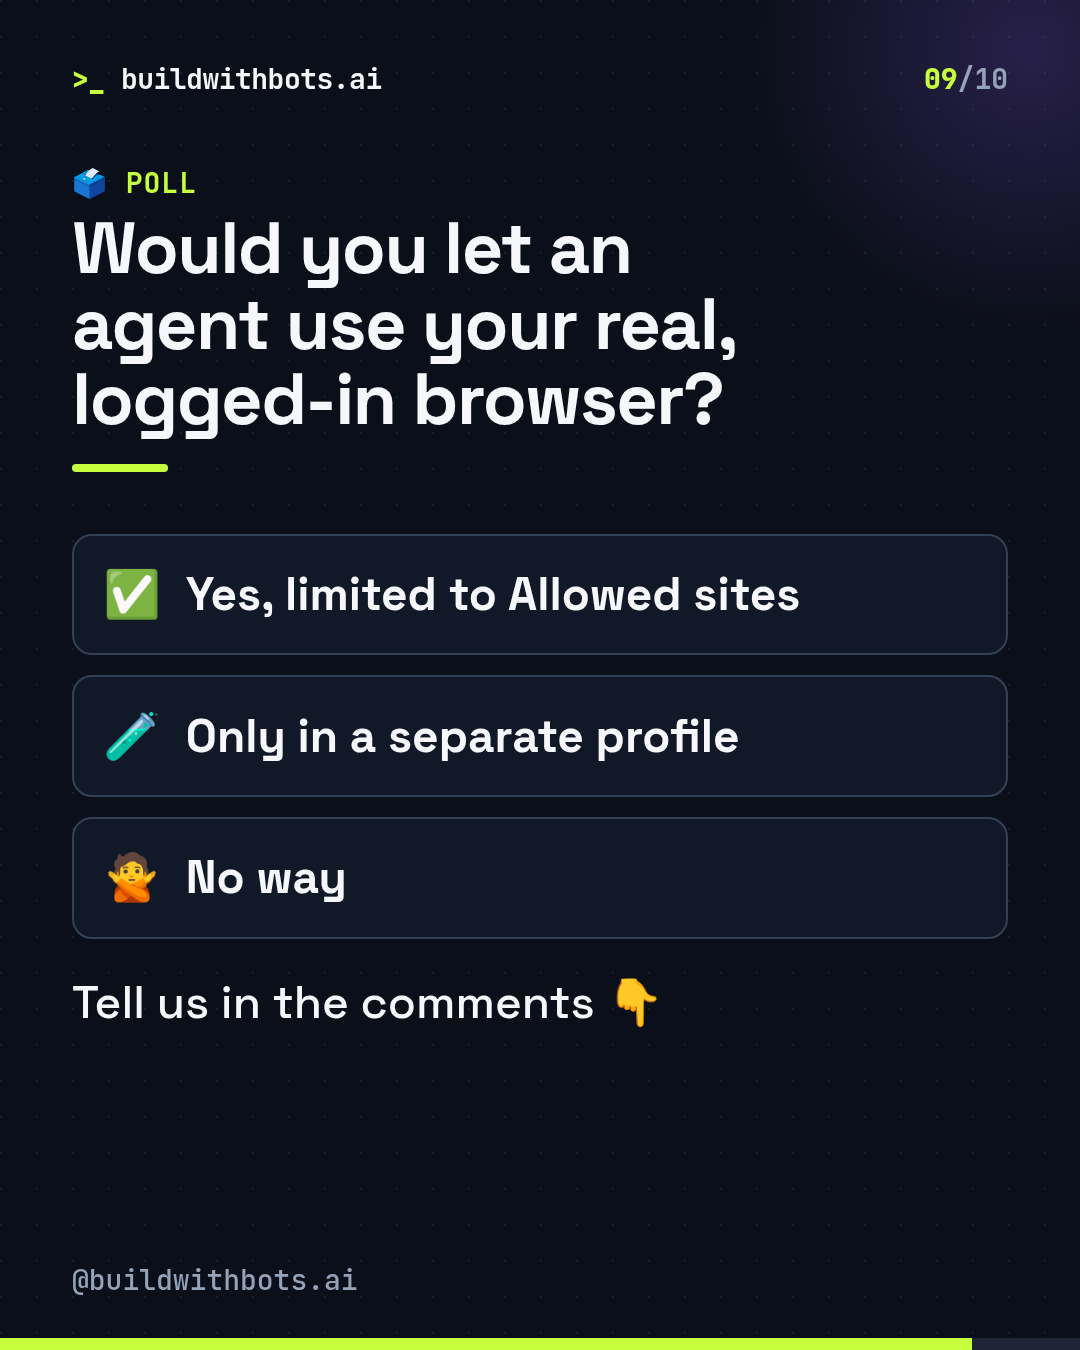 >_ buildwithbots.ai
09/10
POLL
Would you let an
agent use your real,
logged-in browser?
Yes, limited to Allowed sites
Only in a separate profile
No way
Tell us in the comments
@buildwithbots.ai